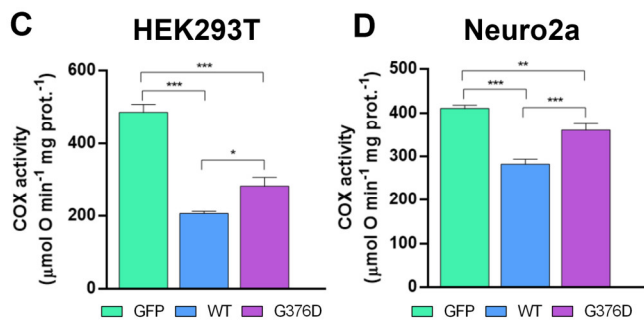 C HEK293T
COX activity
(µmol O min⁻¹ mg prot.⁻¹)
600
400
200
0
***
***
*
GFP WT G376D
D Neuro2a
COX activity
(µmol O min⁻¹ mg prot.⁻¹)
500
400
300
200
100
0
**
***
***
GFP WT G376D